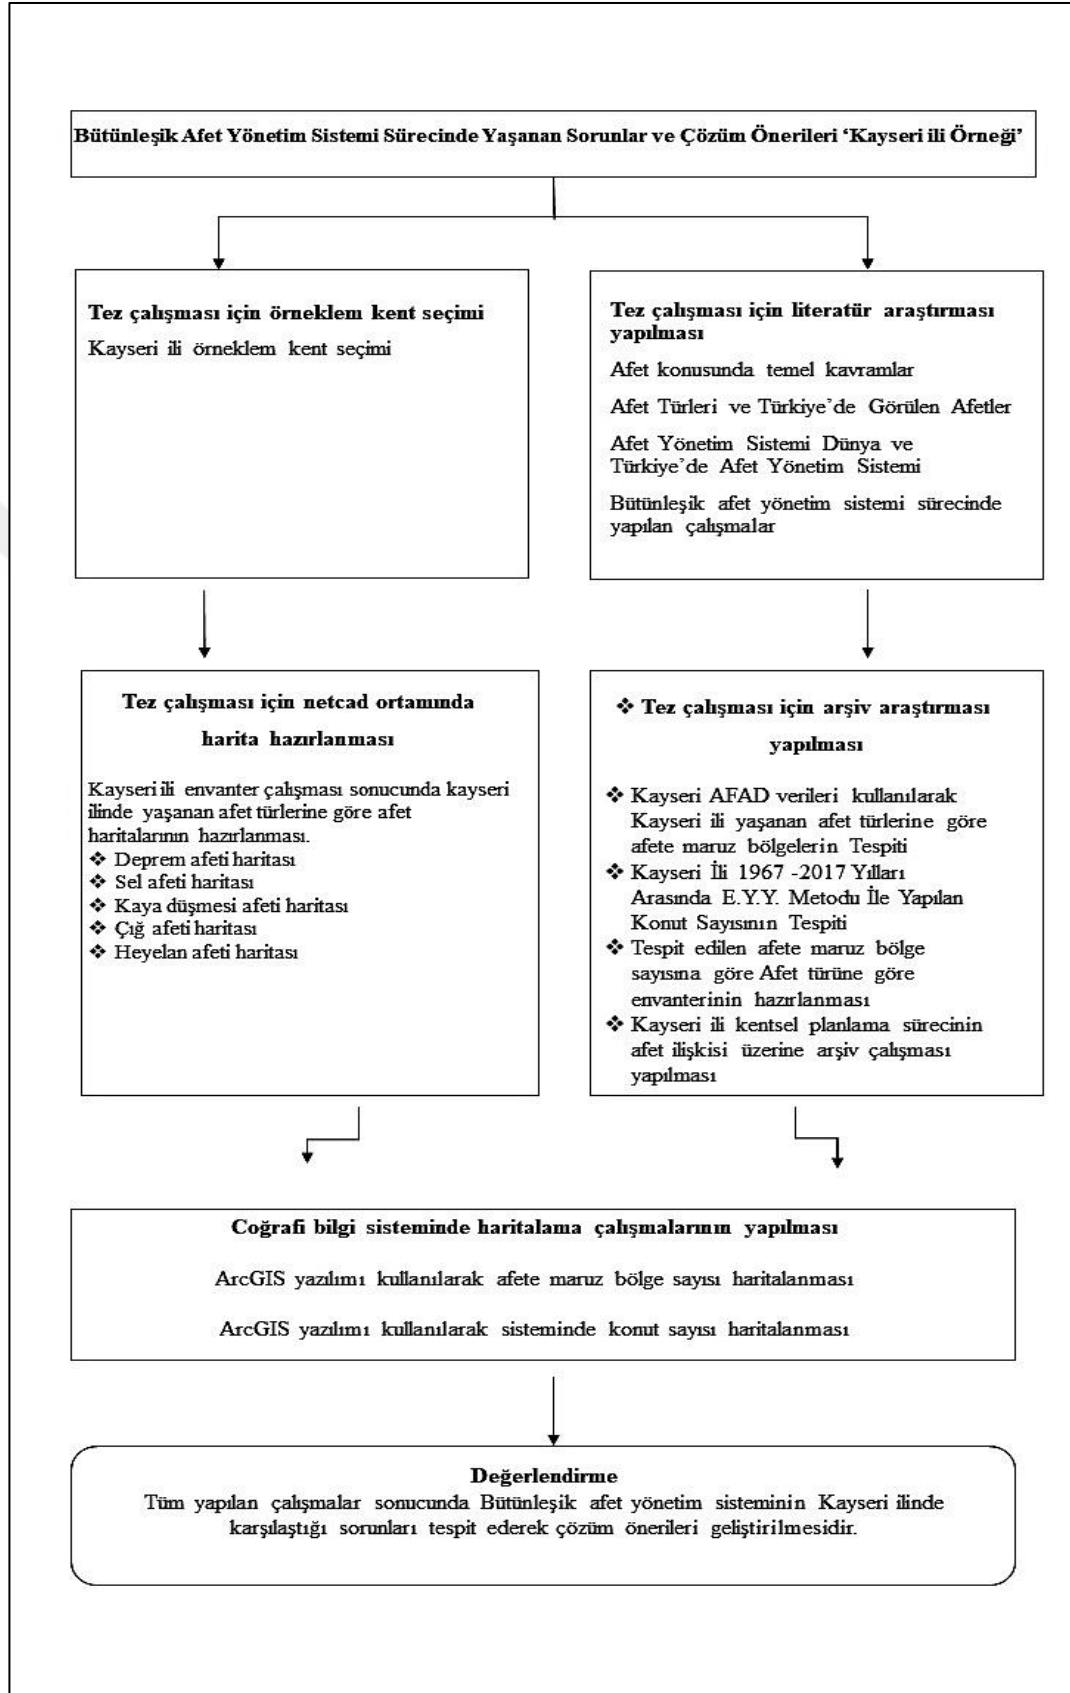 Bütünleşik Afet Yönetim Sistemi Sürecinde Yaşanan Sorunlar ve Çözüm Önerileri ‘Kayseri ili Örneği’
Tez çalışması için örneklem kent seçimi
Kayseri ili örneklem kent seçimi
Tez çalışması için literatür araştırması
yapılması
Afet konusunda temel kavramlar
Afet Türleri ve Türkiye’de Görülen Afetler
Afet Yönetim Sistemi Dünya ve
Türkiye’de Afet Yönetim Sistemi
Bütünleşik afet yönetim sistemi sürecinde
yapılan çalışmalar
Tez çalışması için netcad ortamında
harita hazırlanması
Kayseri ili envanter çalışması sonucunda kayseri
ilinde yaşanan afet türlerine göre afet
haritalarının hazırlanması.
❖ Deprem afeti haritası
❖ Sel afeti haritası
❖ Kaya düşmesi afeti haritası
❖ Çığ afeti haritası
❖ Heyelan afeti haritası
❖ Tez çalışması için arşiv araştırması
yapılması
❖ Kayseri AFAD verileri kullanılarak
Kayseri ili yaşanan afet türlerine göre
afete maruz bölgelerin Tespiti
❖ Kayseri İli 1967 -2017 Yılları
Arasında E.Y.Y. Metodu İle Yapılan
Konut Sayısının Tespiti
❖ Tespit edilen afete maruz bölge
sayısına göre Afet türüne göre
envanterinin hazırlanması
❖ Kayseri ili kentsel planlama sürecinin
afet ilişkisi üzerine arşiv çalışması
yapılması
Coğrafi bilgi sisteminde haritalama çalışmalarının yapılması
ArcGIS yazılımı kullanılarak afete maruz bölge sayısı haritalanması
ArcGIS yazılımı kullanılarak sisteminde konut sayısı haritalanması
Değerlendirme
Tüm yapılan çalışmalar sonucunda Bütünleşik afet yönetim sisteminin Kayseri ilinde
karşılaştığı sorunları tespit ederek çözüm önerileri geliştirilmesidir.